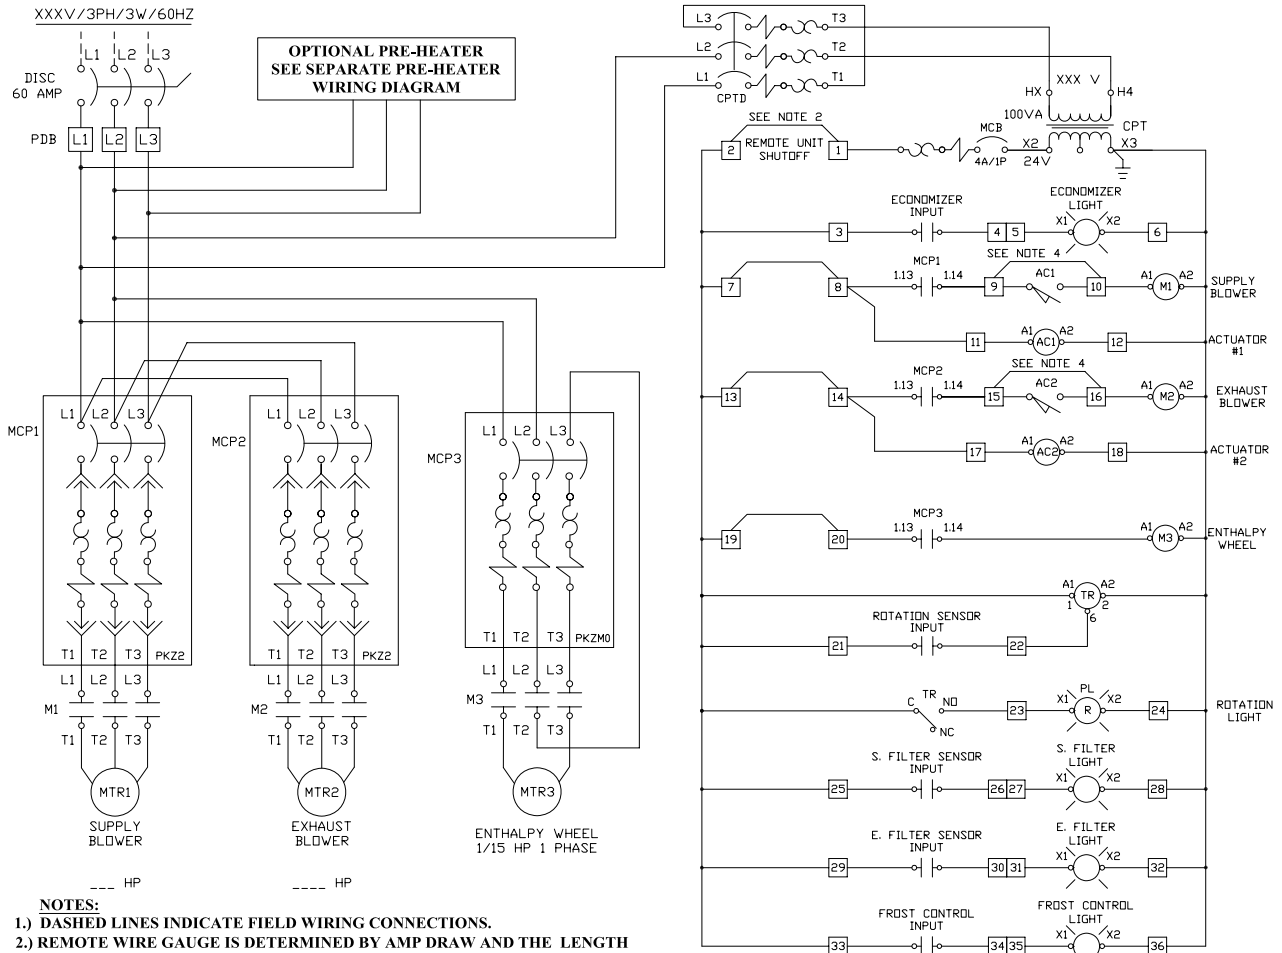 XXXV/3PH/3W/60HZ
L1 L2 L3
DISC
60 AMP
PDB L1 L2 L3
OPTIONAL PRE-HEATER
SEE SEPARATE PRE-HEATER
WIRING DIAGRAM
L3 T3
L2 T2
L1 T1
CPTD
XXX V
HX H4
100VA
CPT
X2 X3
24V
MCB
4A/1P
SEE NOTE 2
2 REMOTE UNIT 1
SHUTOFF
ECONOMIZER
INPUT
ECONOMIZER
LIGHT
3 4 5 X1 X2 6
SEE NOTE 4
MCP1
7 8 1.13 1.14 9 AC1 10 A1 M1 A2
SUPPLY
BLOWER
11 A1 AC1 A2 12
ACTUATOR
#1
SEE NOTE 4
MCP2
13 14 1.13 1.14 15 AC2 16 A1 M2 A2
EXHAUST
BLOWER
17 A1 AC2 A2 18
ACTUATOR
#2
MCP3
19 20 1.13 1.14 A1 M3 A2
ENTHALPY
WHEEL
A1 TR A2
1 2
6
ROTATION SENSOR
INPUT
21 22
C TR NO
NC
23 PL X1 R X2 24
ROTATION
LIGHT
S. FILTER SENSOR
INPUT
S. FILTER
LIGHT
25 26 27 X1 X2 28
E. FILTER SENSOR
INPUT
E. FILTER
LIGHT
29 30 31 X1 X2 32
FROST CONTROL
INPUT
FROST CONTROL
LIGHT
33 34 35 X1 X2 36
MCP1
L1 L2 L3
T1 T2 T3 PKZ2
L1 L2 L3
M1
T1 T2 T3
MTR1
SUPPLY
BLOWER
___ HP
MCP2
L1 L2 L3
T1 T2 T3 PKZ2
L1 L2 L3
M2
T1 T2 T3
MTR2
EXHAUST
BLOWER
____ HP
MCP3
L1 L2 L3
T1 T2 T3 PKZM0
L1 L2 L3
M3
T1 T2 T3
MTR3
ENTHALPY WHEEL
1/15 HP 1 PHASE
NOTES:
1.) DASHED LINES INDICATE FIELD WIRING CONNECTIONS.
2.) REMOTE WIRE GAUGE IS DETERMINED BY AMP DRAW AND THE LENGTH